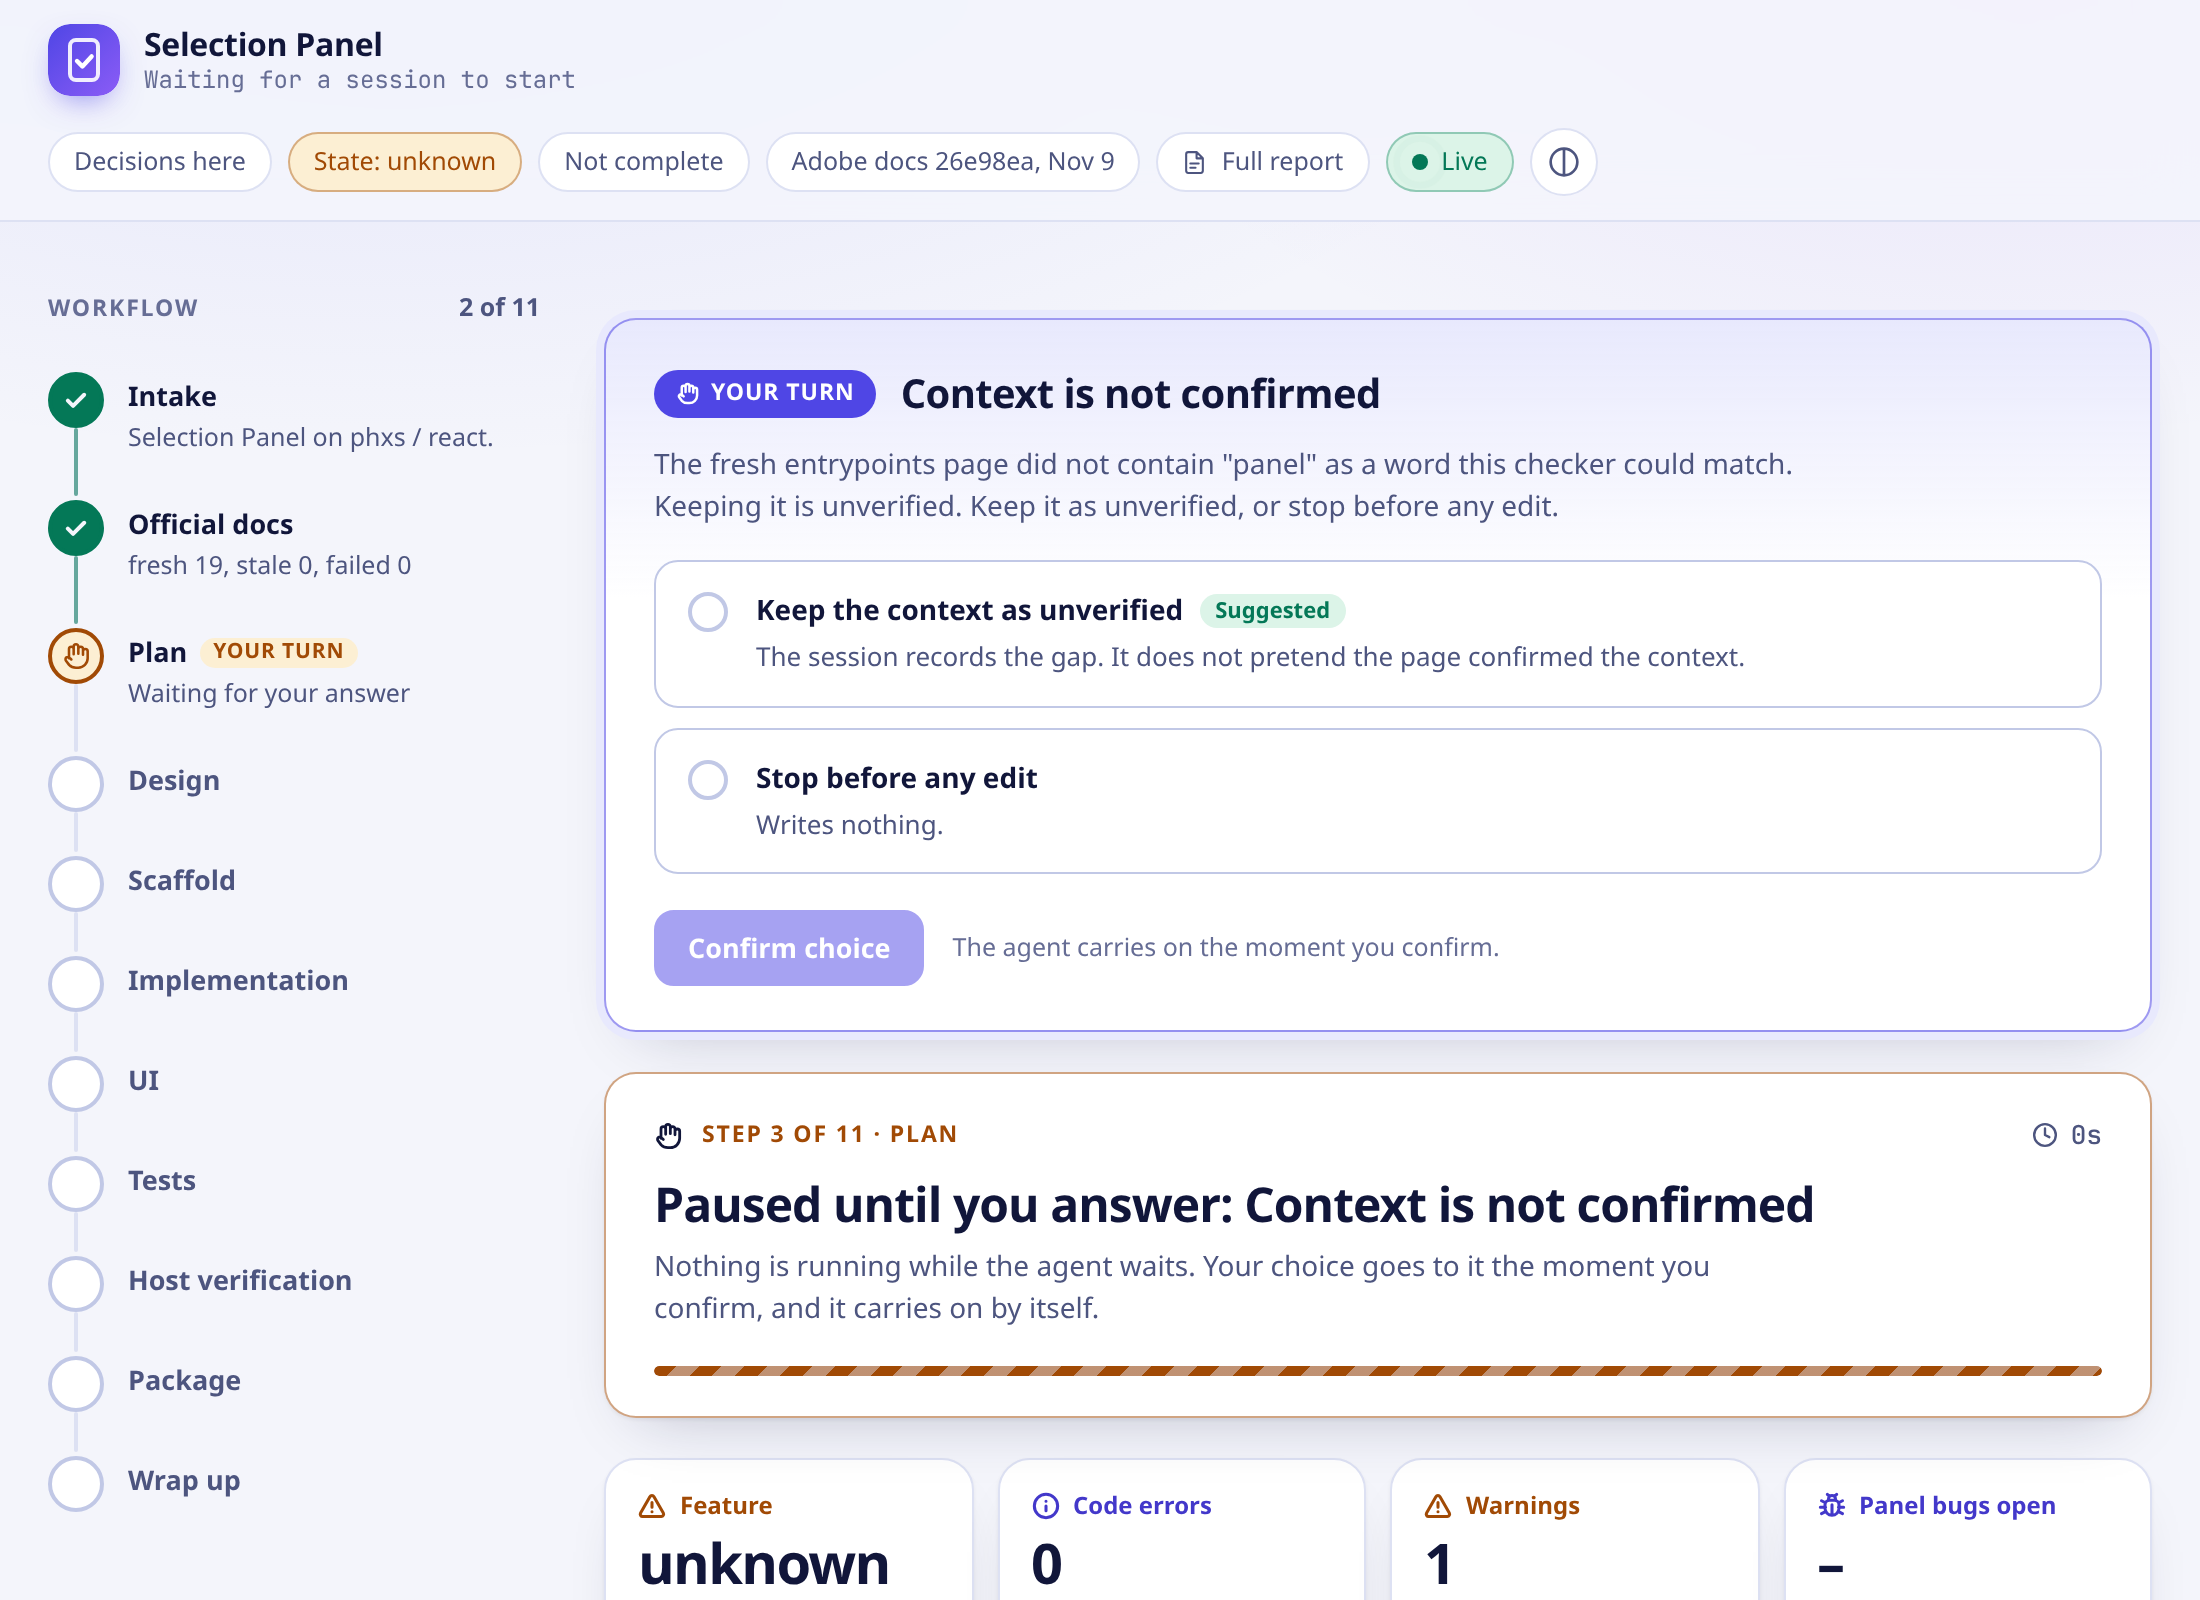 Selection Panel
Waiting for a session to start
Decisions here
State: unknown
Not complete
Adobe docs 26e98ea, Nov 9
Full report
Live
WORKFLOW
2 of 11
Intake
Selection Panel on phxs / react.
Official docs
fresh 19, stale 0, failed 0
Plan
YOUR TURN
Waiting for your answer
Design
Scaffold
Implementation
UI
Tests
Host verification
Package
Wrap up
YOUR TURN
Context is not confirmed
The fresh entrypoints page did not contain "panel" as a word this checker could match.
Keeping it is unverified. Keep it as unverified, or stop before any edit.
Keep the context as unverified
Suggested
The session records the gap. It does not pretend the page confirmed the context.
Stop before any edit
Writes nothing.
Confirm choice
The agent carries on the moment you confirm.
STEP 3 OF 11 · PLAN
0s
Paused until you answer: Context is not confirmed
Nothing is running while the agent waits. Your choice goes to it the moment you
confirm, and it carries on by itself.
Feature
unknown
Code errors
0
Warnings
1
Panel bugs open
–